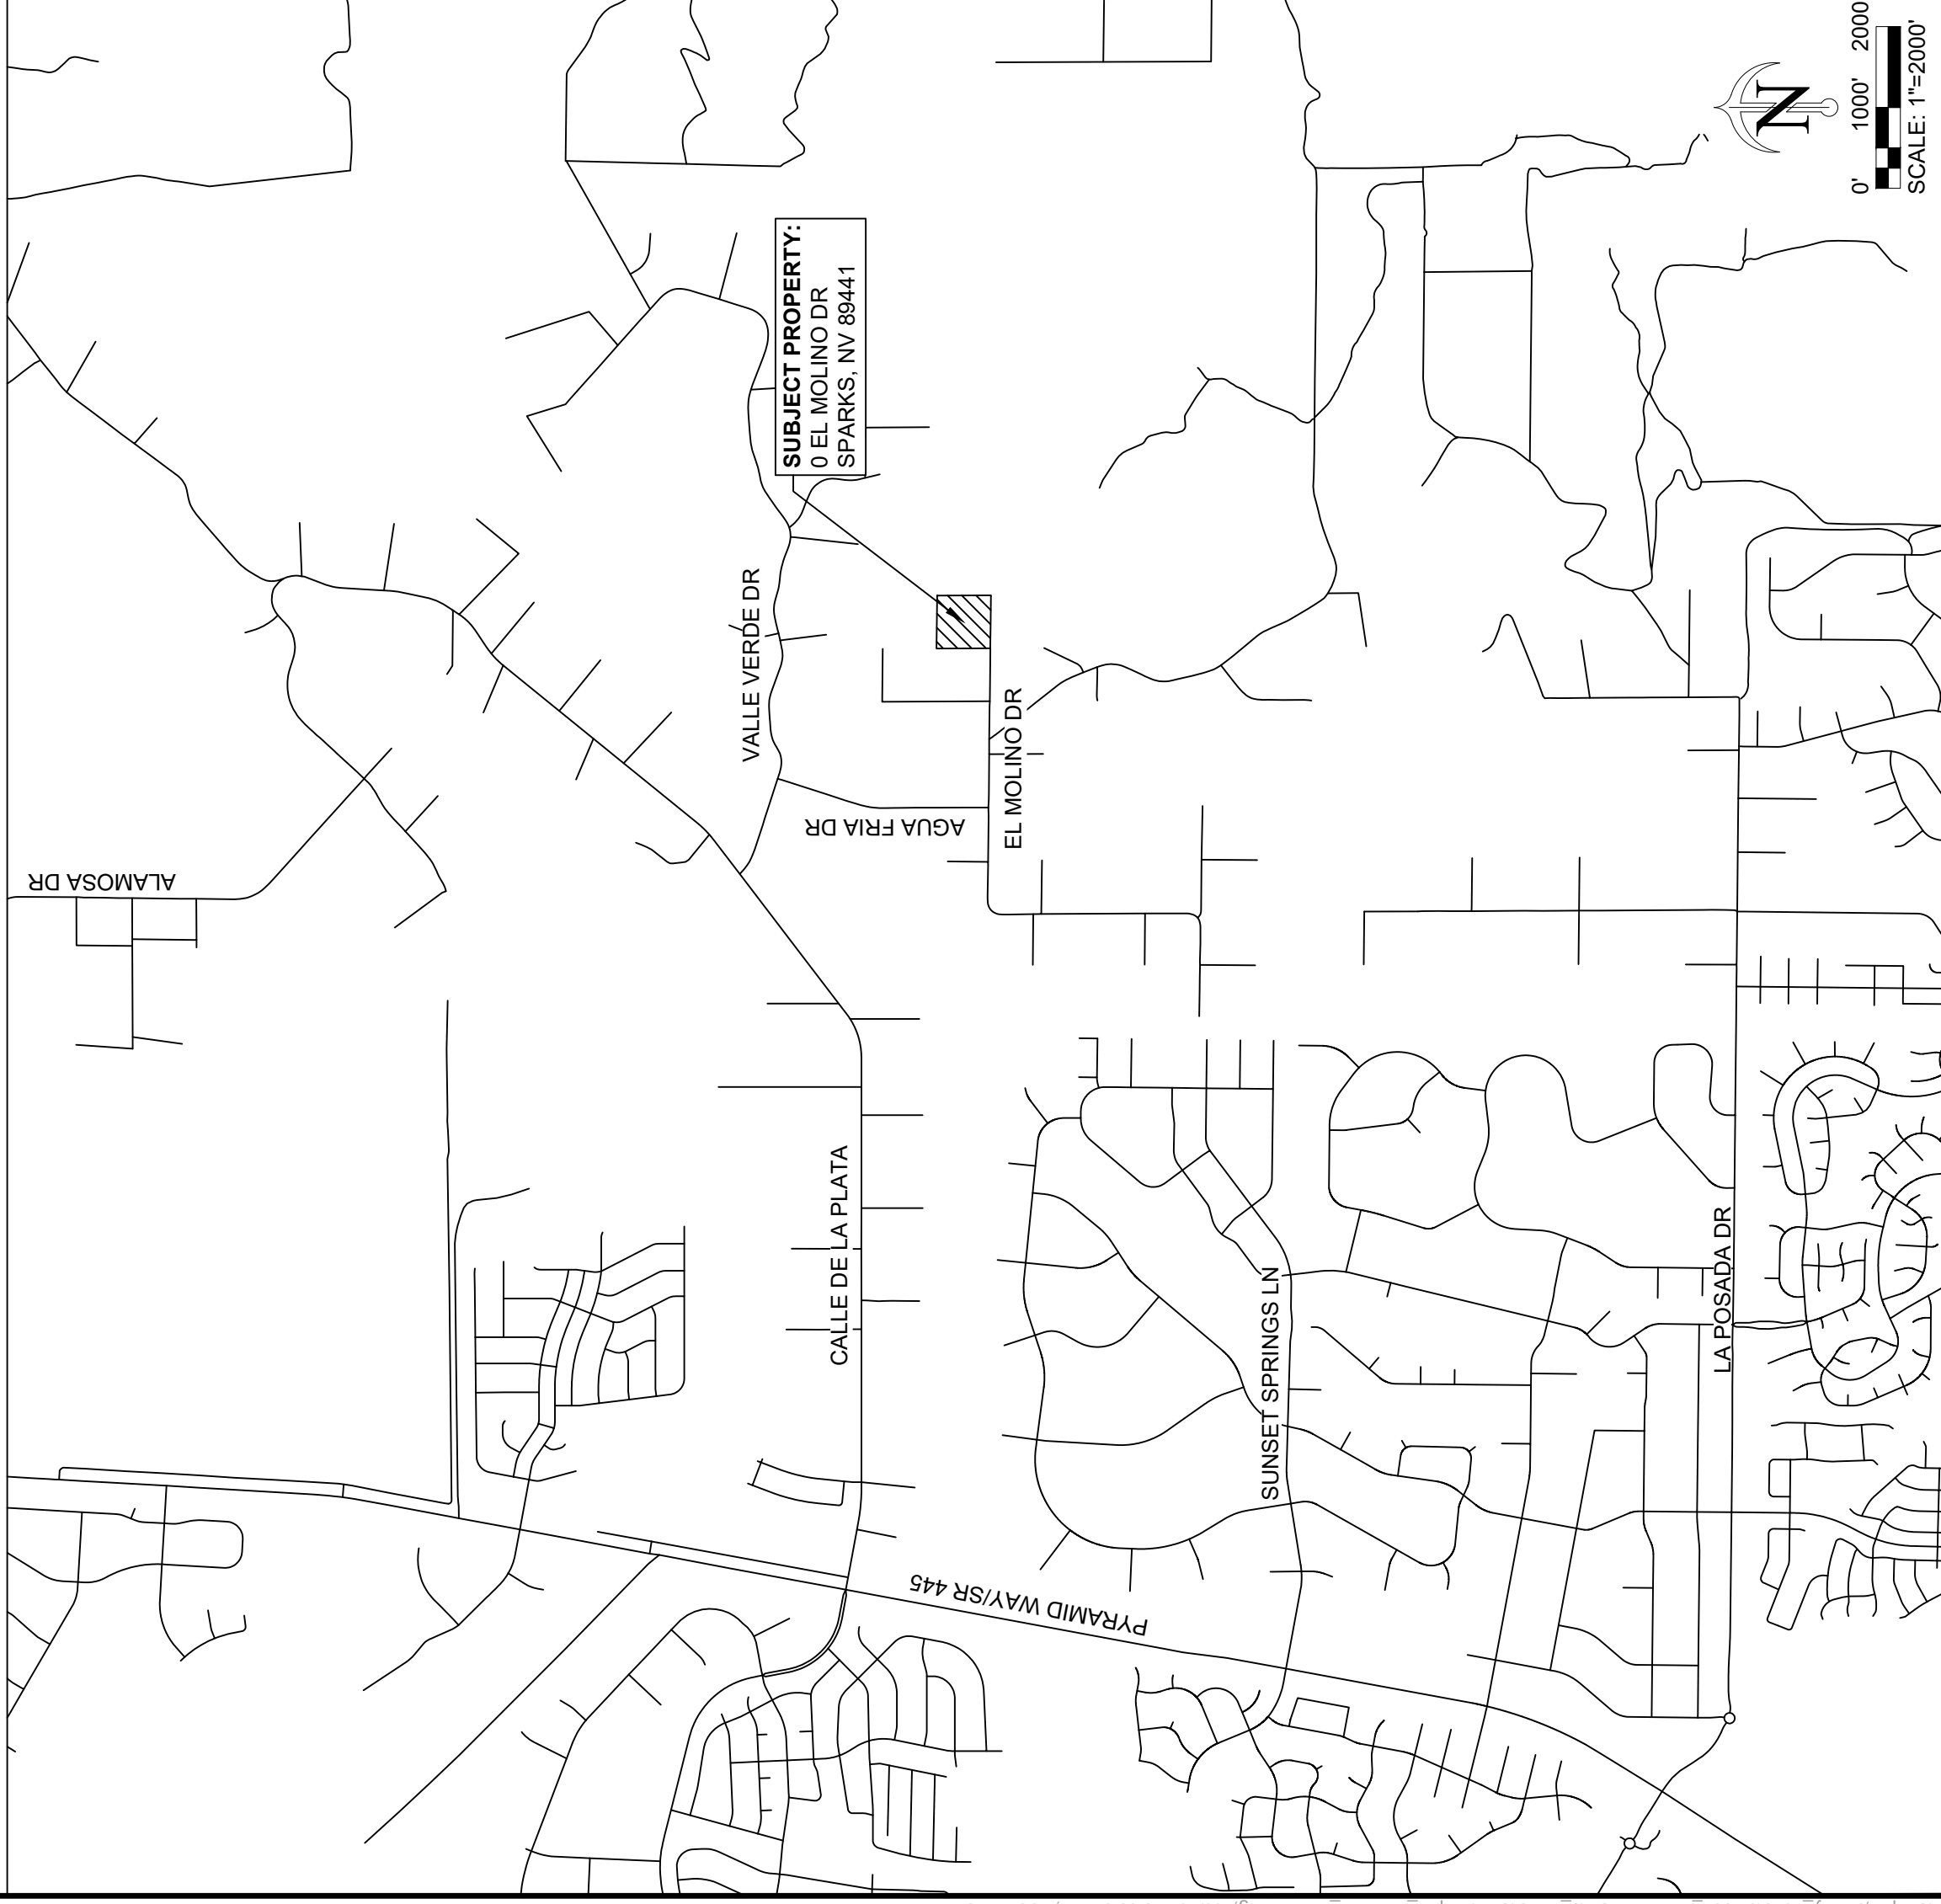 SUBJECT PROPERTY:
0 EL MOLINO DR
SPARKS, NV 89441
VALLE VERDE DR
AGUA FRIA DR
EL MOLINO DR
ALAMOSA DR
CALLE DE LA PLATA
SUNSET SPRINGS LN
LA POSADA DR
PYRAMID WAY/SR 445
N
0' 1000' 2000
SCALE: 1"=2000'